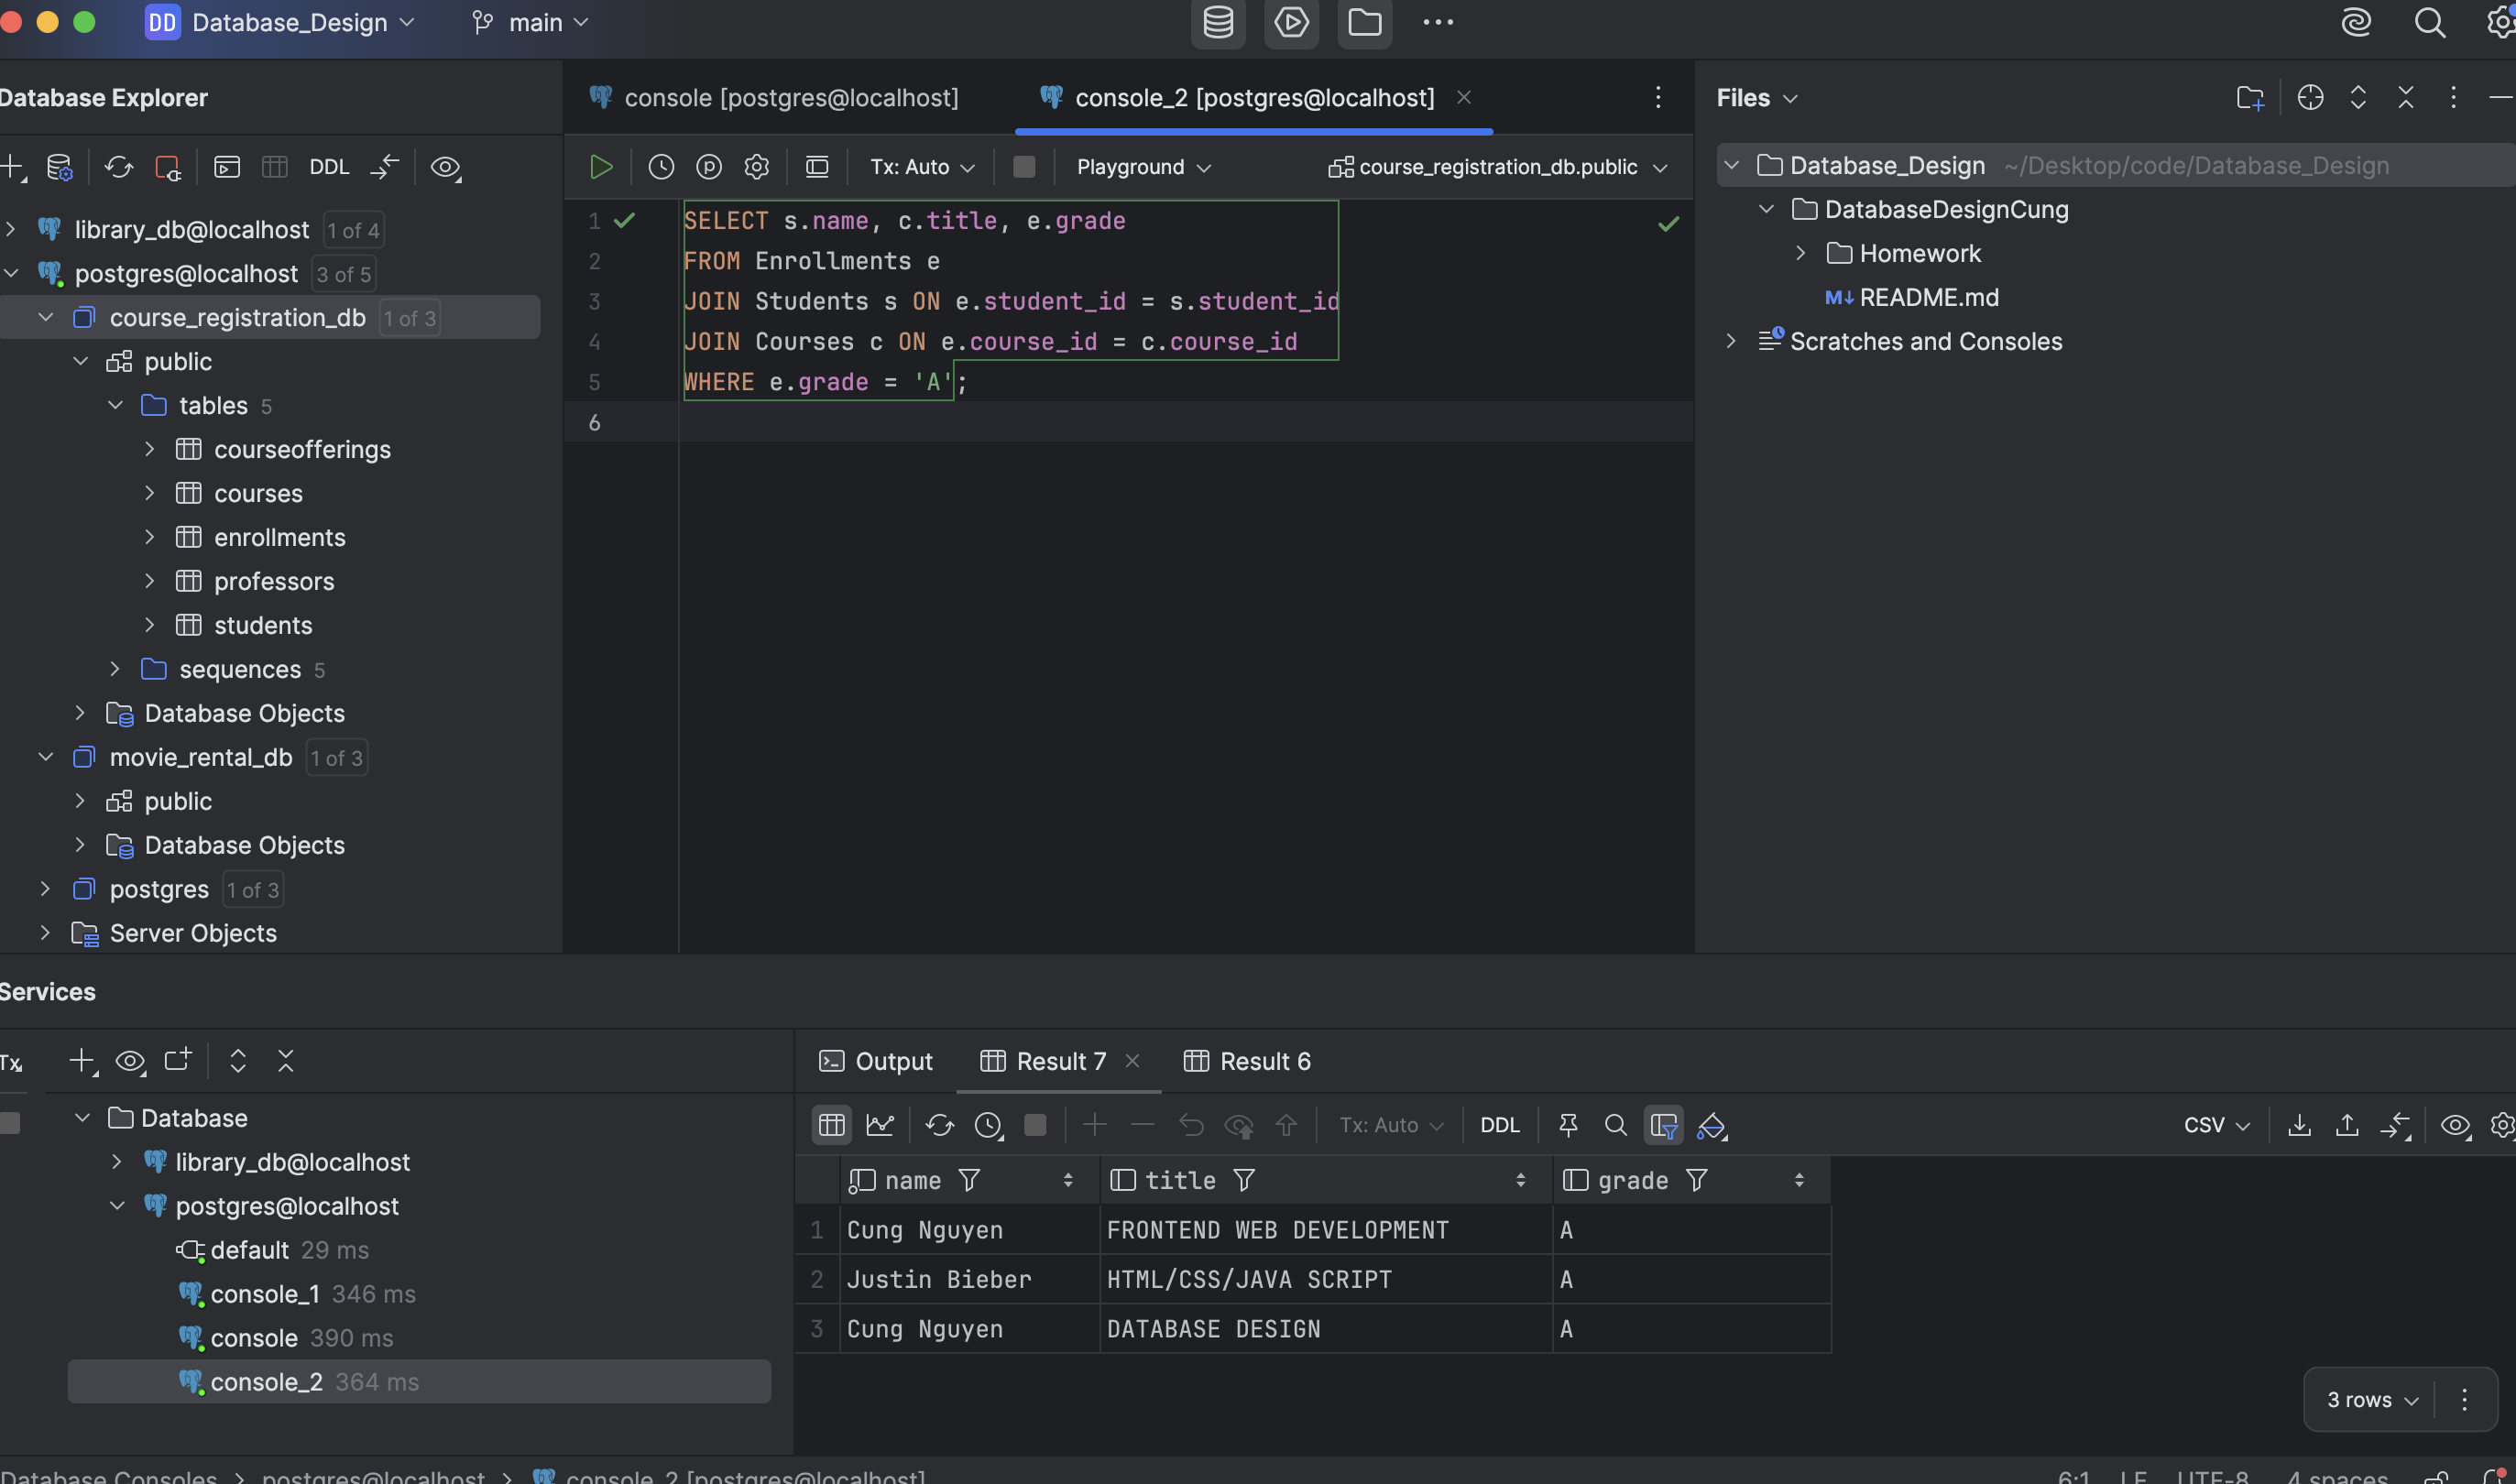 DD Database_Design main
Database Explorer
DDL
library_db@localhost 1 of 4
postgres@localhost 3 of 5
course_registration_db 1 of 3
public
tables 5
courseofferings
courses
enrollments
professors
students
sequences 5
Database Objects
movie_rental_db 1 of 3
public
Database Objects
postgres 1 of 3
Server Objects
console [postgres@localhost] console_2 [postgres@localhost]
Tx: Auto Playground course_registration_db.public
1 SELECT s.name, c.title, e.grade
2 FROM Enrollments e
3 JOIN Students s ON e.student_id = s.student_id
4 JOIN Courses c ON e.course_id = c.course_id
5 WHERE e.grade = 'A';
6
Files
Database_Design ~/Desktop/code/Database_Design
DatabaseDesignCung
Homework
M↓ README.md
Scratches and Consoles
Services
Tx
Database
library_db@localhost
postgres@localhost
default 29 ms
console_1 346 ms
console 390 ms
console_2 364 ms
Output Result 7 Result 6
Tx: Auto DDL CSV
name title grade
1 Cung Nguyen FRONTEND WEB DEVELOPMENT A
2 Justin Bieber HTML/CSS/JAVA SCRIPT A
3 Cung Nguyen DATABASE DESIGN A
3 rows
Database Consoles > postgres@localhost > console_2 [postgres@localhost] 6:1 LF UTF-8 4 spaces